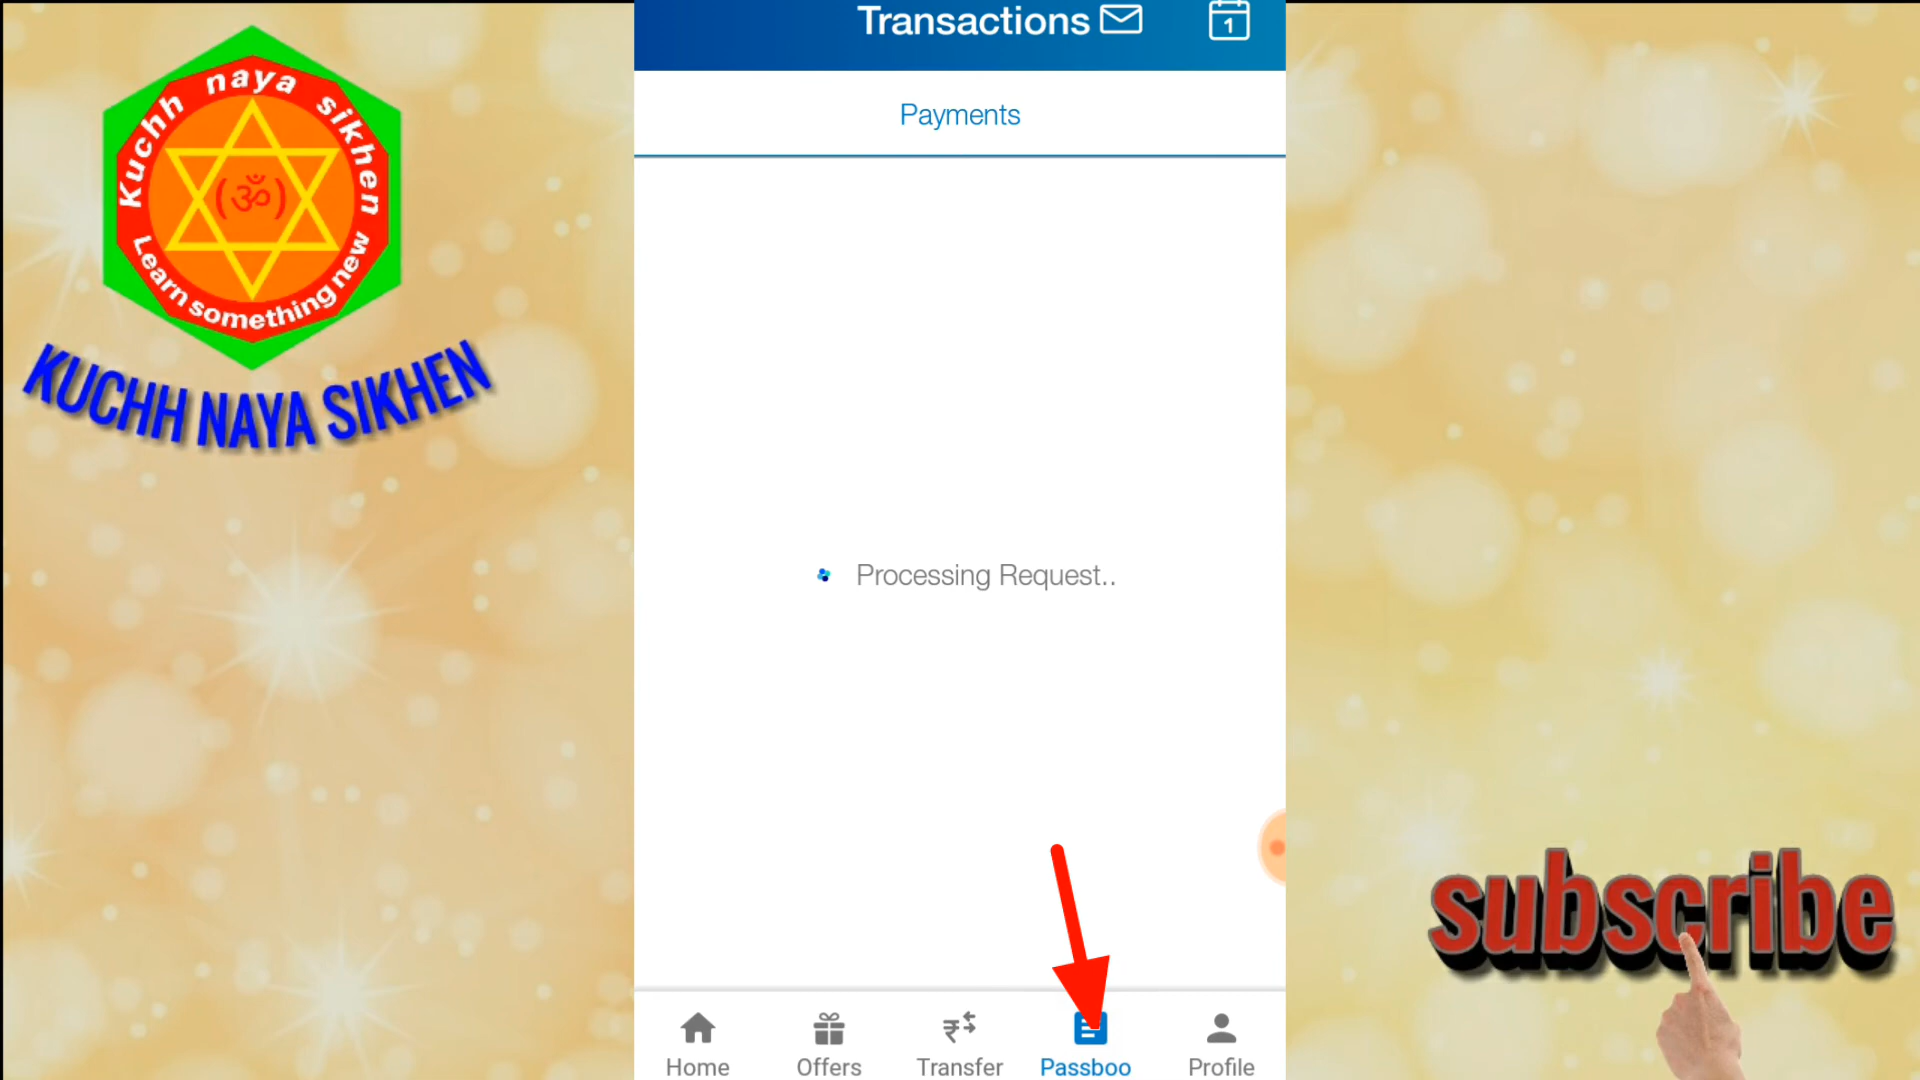 Kuchh naya sikhen
(ॐ)
Learn something new
KUCHH NAYA SIKHEN
Transactions
1
Payments
Processing Request..
Home
Offers
Transfer
Passboo
Profile
subscribe